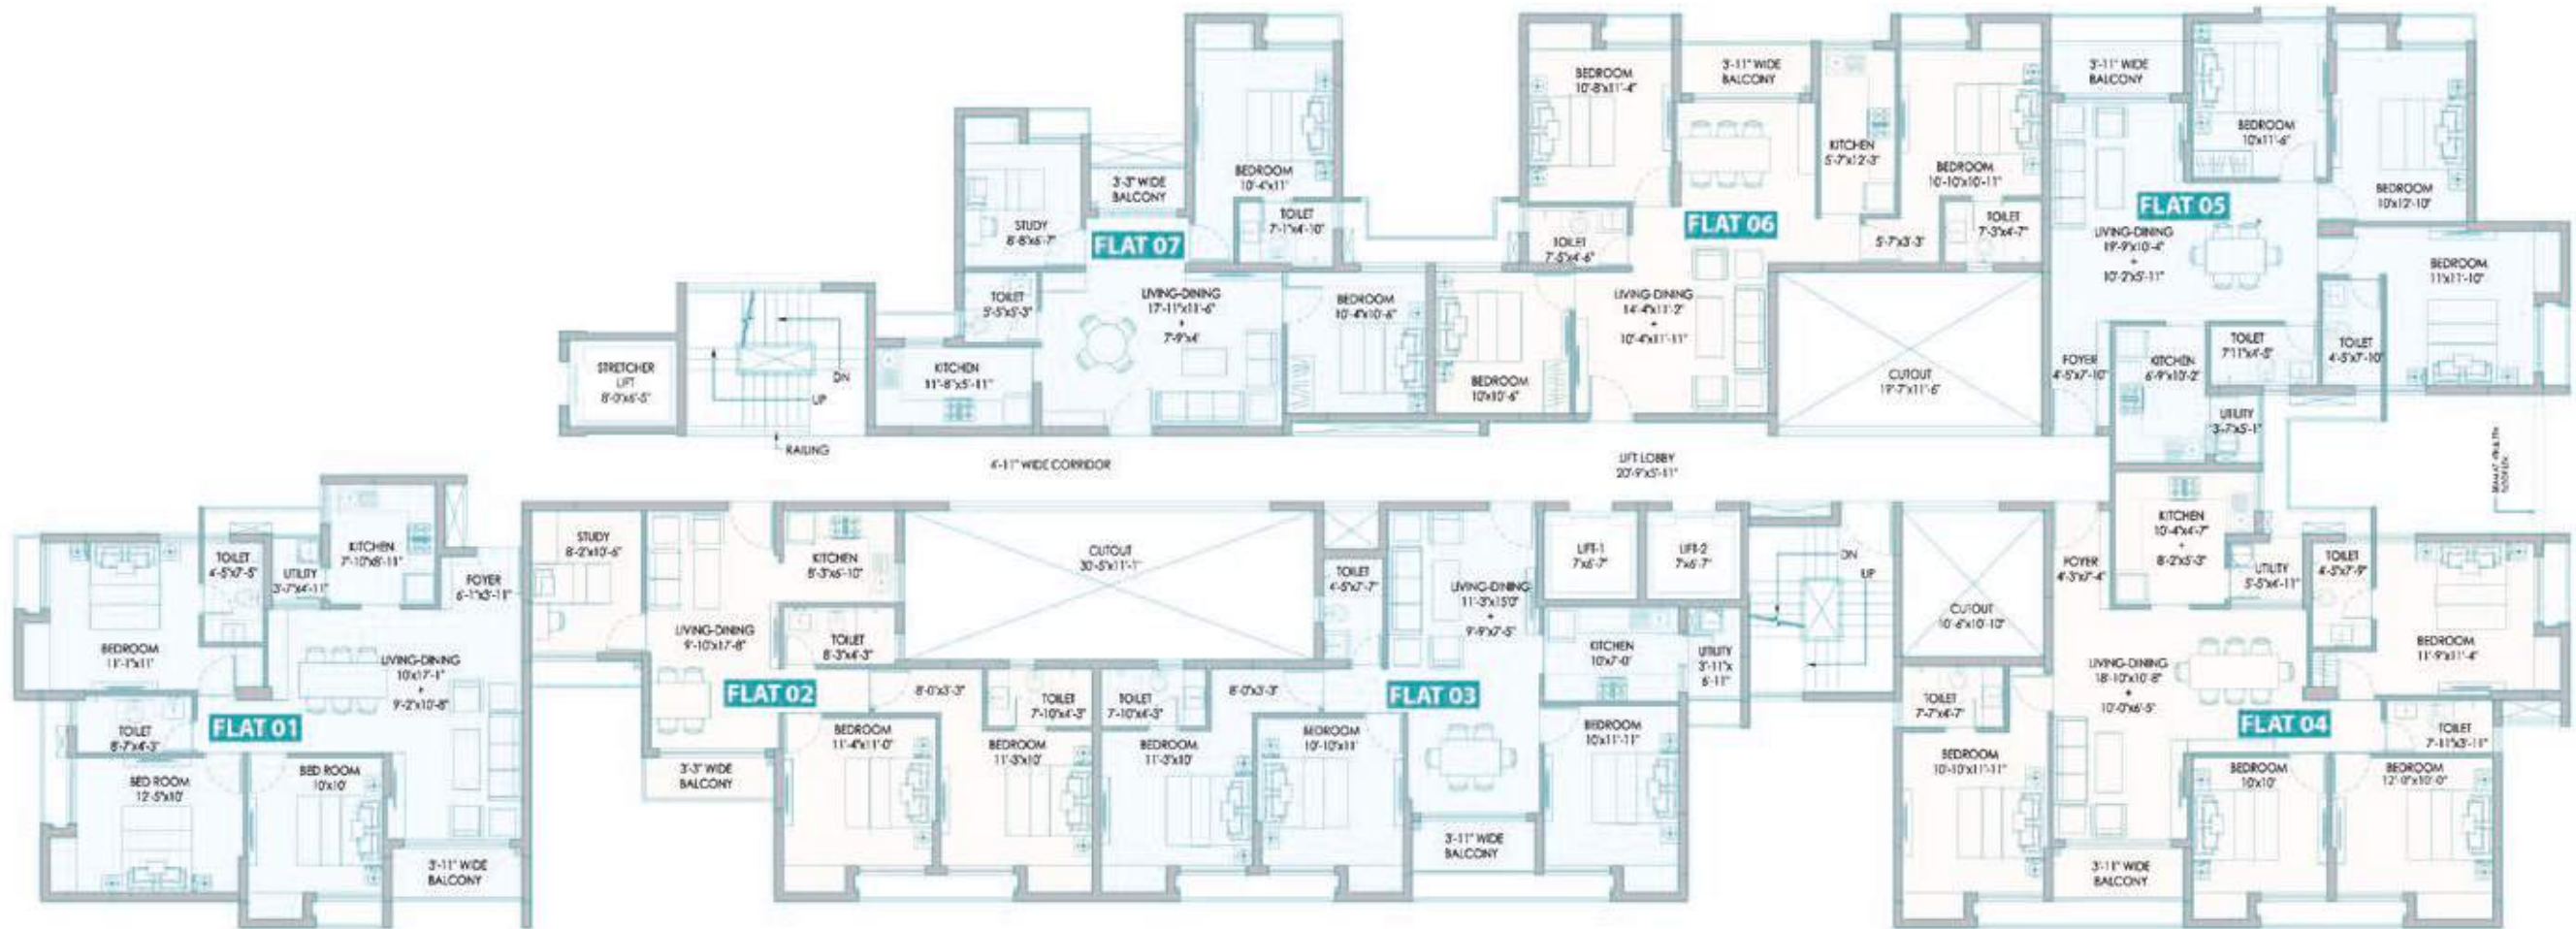 FLAT 07
BEDROOM
10'-4"x11'
3'-3" WIDE
BALCONY
STUDY
8'-8"x6'-7"
TOILET
7'-1"x4'-10"
TOILET
5'-5"x5'-3"
LIVING-DINING
17'-11"x11'-6"
+
7'-9"x4'
BEDROOM
10'-4"x10'-6"
KITCHEN
11'-8"x5'-11"
STRETCHER
LIFT
8'-0"x6'-5"
DN
UP
RAILING
FLAT 06
BEDROOM
10'-8"x11'-4"
3'-11" WIDE
BALCONY
KITCHEN
5'-7"x12'-3"
BEDROOM
10'-10"x10'-11"
TOILET
7'-3"x4'-7"
5'-7"x3'-3"
TOILET
7'-5"x4'-6"
LIVING-DINING
14'-4"x11'-2"
+
10'-4"x11'-11"
BEDROOM
10'x10'-6"
CUTOUT
19'-7"x11'-6"
FLAT 05
3'-11" WIDE
BALCONY
BEDROOM
10'x11'-6"
BEDROOM
10'x12'-10"
LIVING-DINING
19'-9"x10'-4"
+
10'-2"x5'-11"
BEDROOM
11'x11'-10"
TOILET
7'11"x4'-5"
TOILET
4'-5"x7'-10"
FOYER
4'-5"x7'-10"
KITCHEN
6'-9"x10'-2"
UTILITY
3'-7"x5'-1"
4'-11" WIDE CORRIDOR
LIFT LOBBY
20'-9"x5'-11"
FLAT 01
KITCHEN
7'-10"x8'-11"
TOILET
4'-5"x7'-5"
UTILITY
3'-7"x4'-11"
FOYER
6'-1"x3'-11"
BEDROOM
11'-1"x11'
LIVING-DINING
10'x17'-1"
+
9'-2"x10'-8"
TOILET
8'-7"x4'-3"
BED ROOM
12'-5"x10'
BED ROOM
10'x10'
3'-11" WIDE
BALCONY
FLAT 02
STUDY
8'-2"x10'-6"
KITCHEN
8'-3"x6'-10"
LIVING-DINING
9'-10"x17'-8"
TOILET
8'-3"x4'-3"
8'-0"x3'-3"
TOILET
7'-10"x4'-3"
3'-3" WIDE
BALCONY
BEDROOM
11'-4"x11'-0"
BEDROOM
11'-3"x10'
CUTOUT
30'-5"x11'-1"
FLAT 03
TOILET
4'-5"x7'-7"
LIVING-DINING
11'-3"x15'0"
+
9'-9"x7'-5"
TOILET
7'-10"x4'-3"
8'-0"x3'-3"
BEDROOM
11'-3"x10'
BEDROOM
10'-10"x11'
KITCHEN
10'x7'-0"
UTILITY
3'-11"x
6'-11"
BEDROOM
10'x11'-11"
3'-11" WIDE
BALCONY
LIFT-1
7'x6'-7"
LIFT-2
7'x6'-7"
DN
UP
FLAT 04
CUTOUT
10'-6"x10'-10"
FOYER
4'-3"x7'-4"
KITCHEN
10'-4"x4'-7"
+
8'-2"x5'-3"
UTILITY
5'-5"x4'-11"
TOILET
4'-5"x7'-9"
BEDROOM
11'-9"x11'-4"
LIVING-DINING
18'-10"x10'-8"
+
10'-0"x6'-5"
TOILET
7'-7"x4'-7"
BEDROOM
10'-10"x11'-11"
3'-11" WIDE
BALCONY
BEDROOM
10'x10'
TOILET
7'-11"x3'-11"
BEDROOM
12'-0"x10'-0"